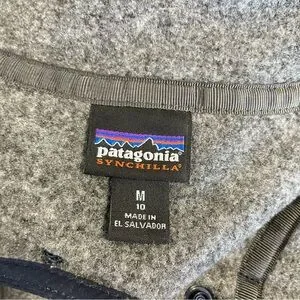 patagonia
SYNCHILLA®
M
10
MADE IN
EL SALVADOR